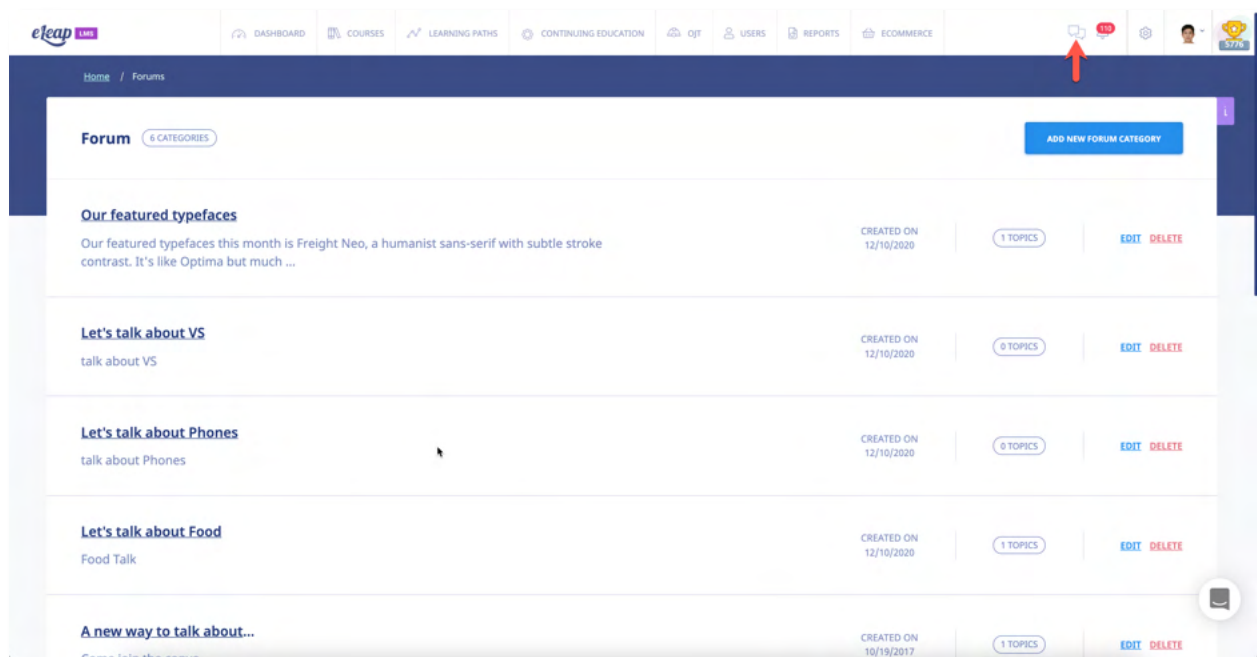 eleap LMS
DASHBOARD COURSES LEARNING PATHS CONTINUING EDUCATION OJT USERS REPORTS ECOMMERCE 110 5776
Home / Forums
i
Forum 6 CATEGORIES ADD NEW FORUM CATEGORY
Our featured typefaces
Our featured typefaces this month is Freight Neo, a humanist sans-serif with subtle stroke
contrast. It's like Optima but much ...
CREATED ON
12/10/2020
1 TOPICS
EDIT DELETE
Let's talk about VS
talk about VS
CREATED ON
12/10/2020
0 TOPICS
EDIT DELETE
Let's talk about Phones
talk about Phones
CREATED ON
12/10/2020
0 TOPICS
EDIT DELETE
Let's talk about Food
Food Talk
CREATED ON
12/10/2020
1 TOPICS
EDIT DELETE
A new way to talk about...
CREATED ON
10/19/2017
1 TOPICS
EDIT DELETE